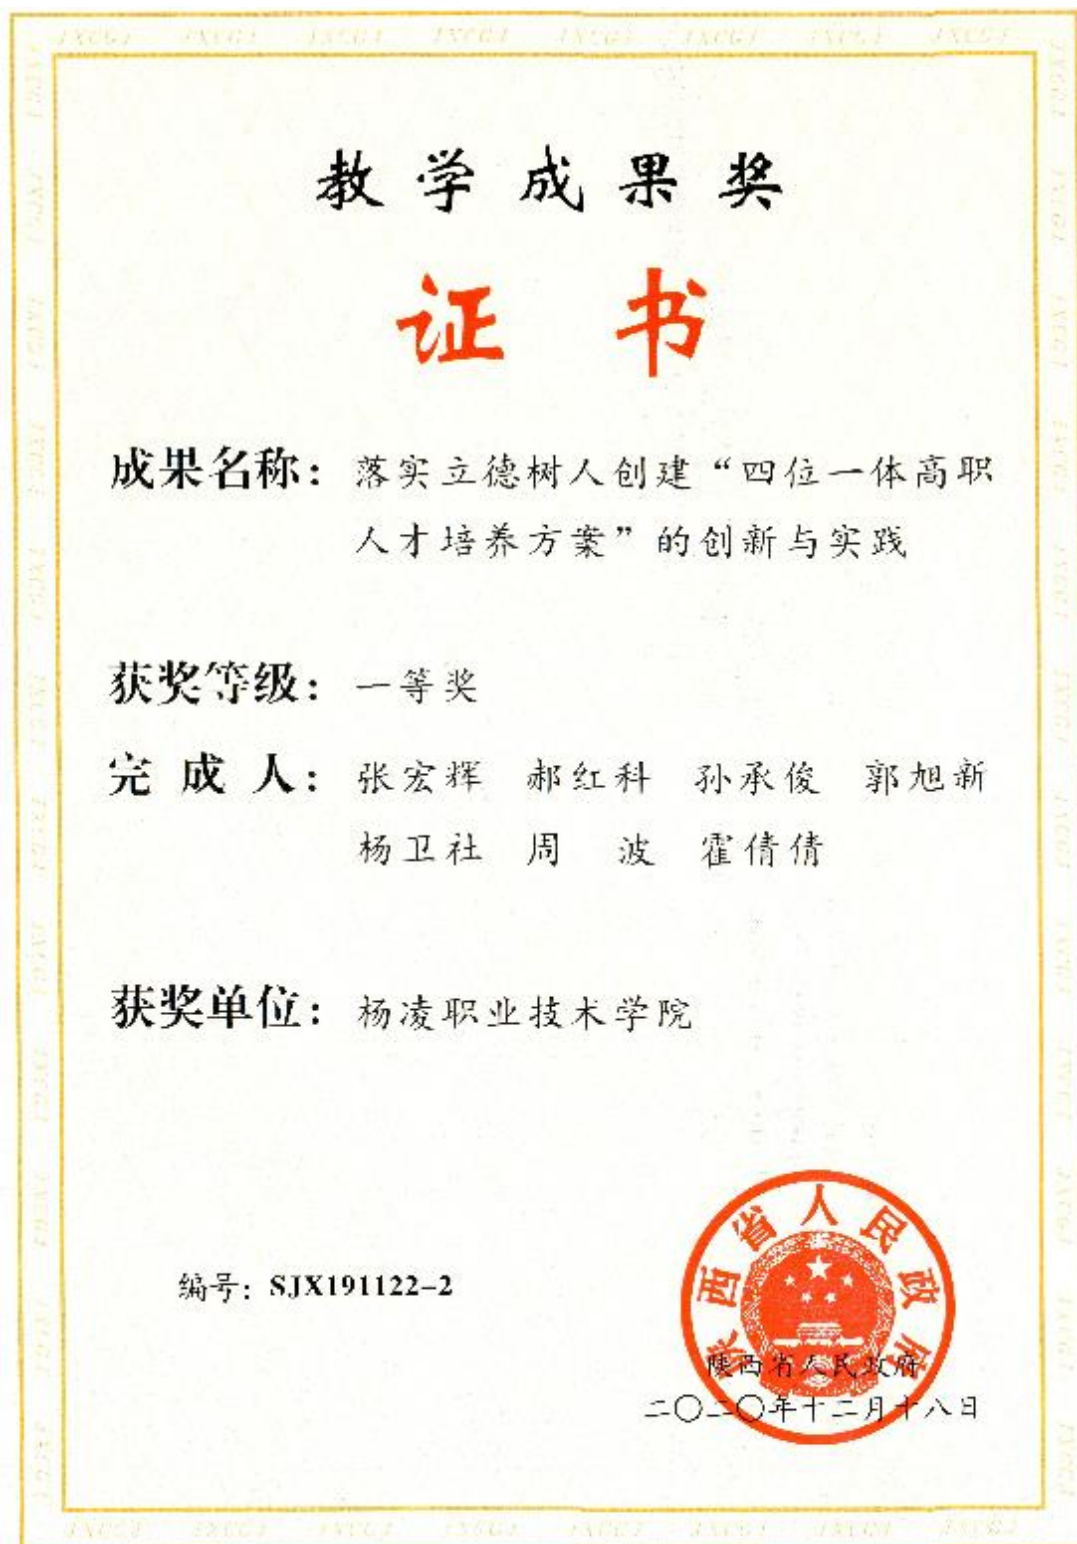 教学成果奖
证书
成果名称：落实立德树人创建“四位一体高职
人才培养方案”的创新与实践
获奖等级：一等奖
完成人：张宏辉 郝红科 孙承俊 郭旭新
杨卫社 周波 霍倩倩
获奖单位：杨凌职业技术学院
编号：SJX191122-2
陕西省人民政府
陕西省人民政府
二〇二〇年十二月十八日